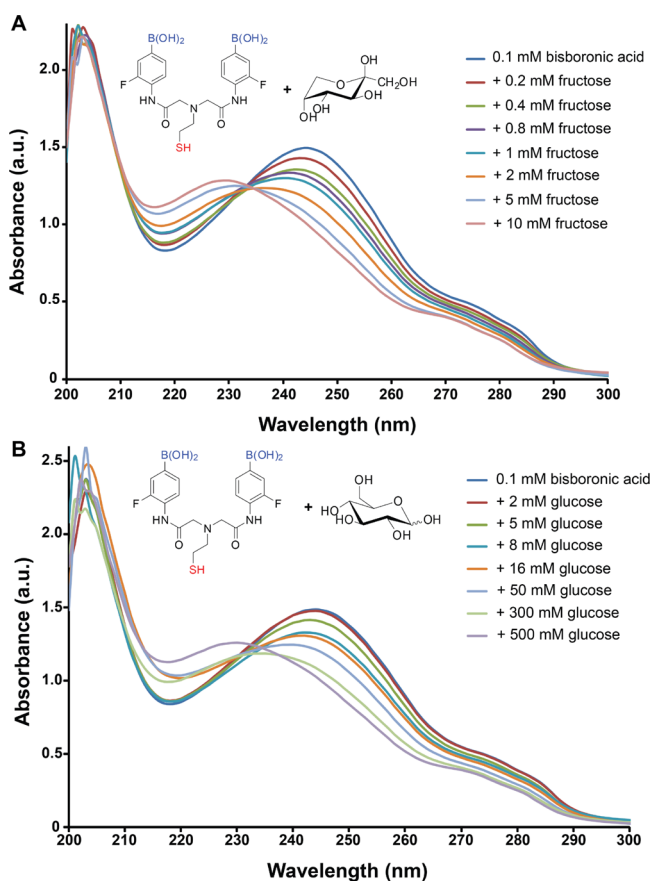 A
2.0
1.5
1.0
0.5
0
Absorbance (a.u.)
200 210 220 230 240 250 260 270 280 290 300
Wavelength (nm)
B(OH)2 B(OH)2
F F
NH HN
O N O
SH
+
OH
O
OH
CH2OH
OH
OH
0.1 mM bisboronic acid
+ 0.2 mM fructose
+ 0.4 mM fructose
+ 0.8 mM fructose
+ 1 mM fructose
+ 2 mM fructose
+ 5 mM fructose
+ 10 mM fructose
B
2.5
2.0
1.5
1.0
0.5
0
Absorbance (a.u.)
200 210 220 230 240 250 260 270 280 290 300
Wavelength (nm)
B(OH)2 B(OH)2
F F
NH HN
O N O
SH
+
HO
HO O
HO OH
OH
0.1 mM bisboronic acid
+ 2 mM glucose
+ 5 mM glucose
+ 8 mM glucose
+ 16 mM glucose
+ 50 mM glucose
+ 300 mM glucose
+ 500 mM glucose